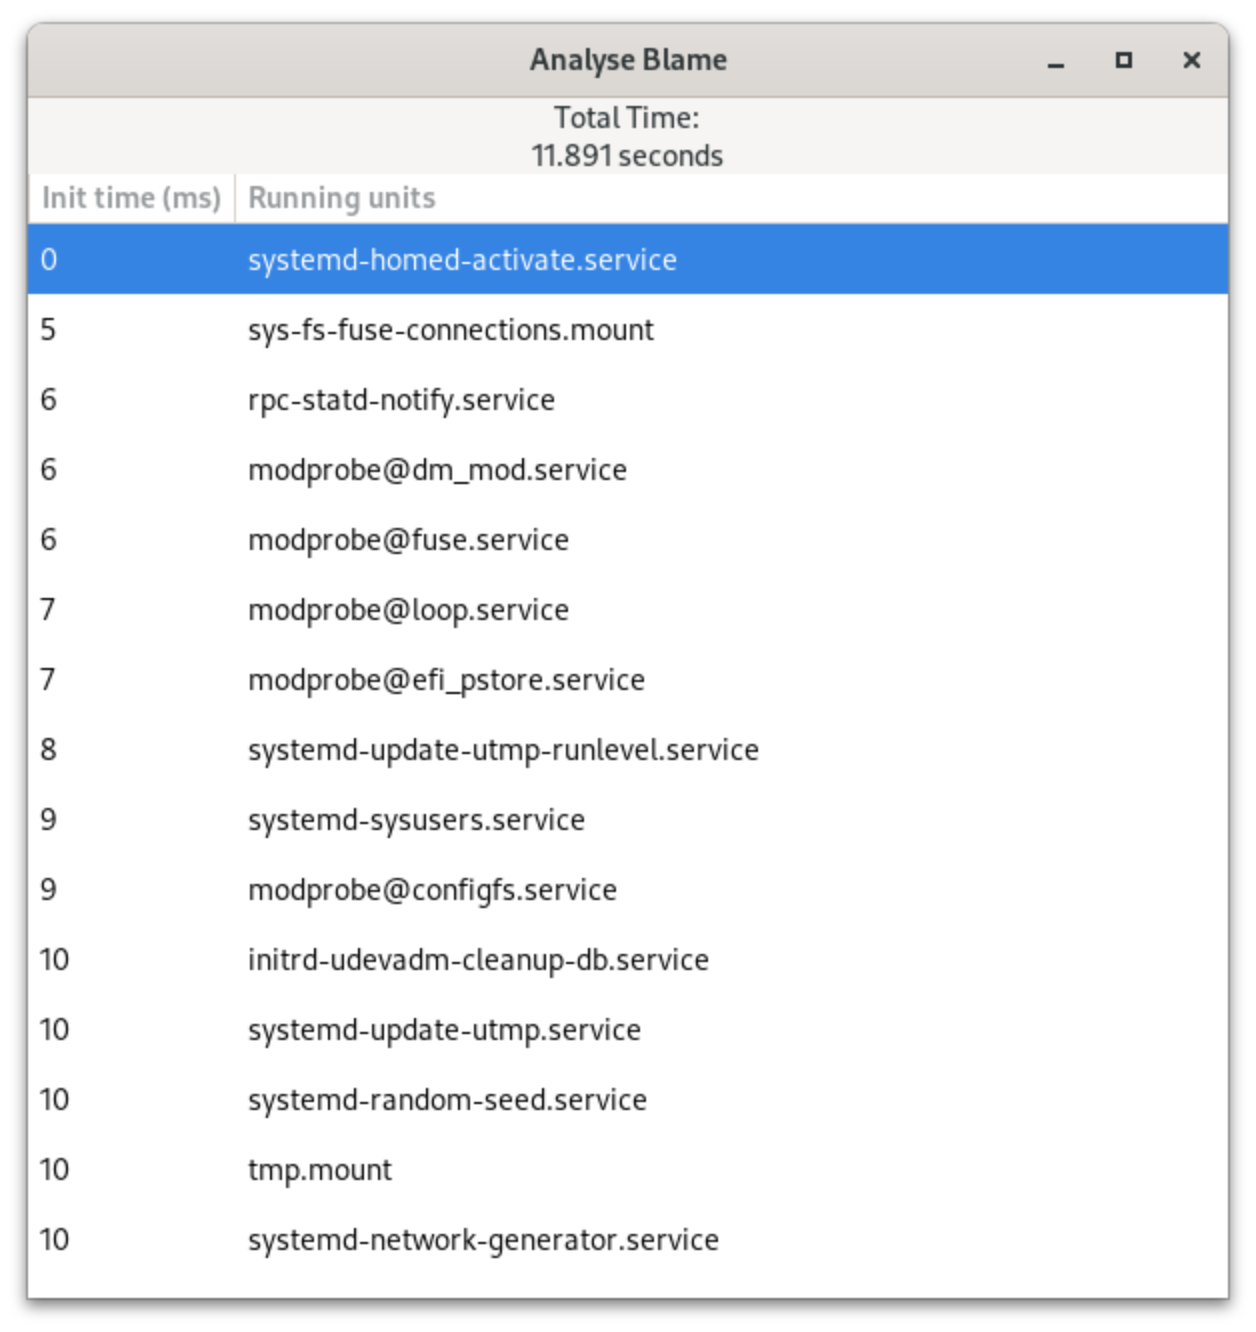 Analyse Blame
Total Time:
11.891 seconds
Init time (ms) Running units
0 systemd-homed-activate.service
5 sys-fs-fuse-connections.mount
6 rpc-statd-notify.service
6 modprobe@dm_mod.service
6 modprobe@fuse.service
7 modprobe@loop.service
7 modprobe@efi_pstore.service
8 systemd-update-utmp-runlevel.service
9 systemd-sysusers.service
9 modprobe@configfs.service
10 initrd-udevadm-cleanup-db.service
10 systemd-update-utmp.service
10 systemd-random-seed.service
10 tmp.mount
10 systemd-network-generator.service